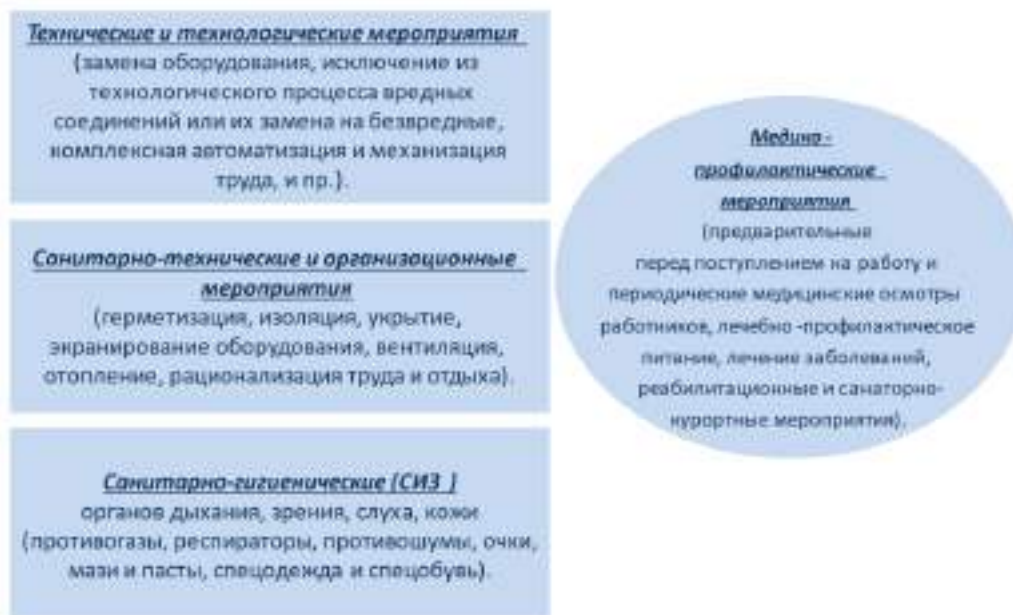 Технические и технологические мероприятия
(замена оборудования, исключение из
технологического процесса вредных
соединений или их замена на безвредные,
комплексная автоматизация и механизация
труда, и пр.).
Санитарно-технические и организационные
мероприятия
(герметизация, изоляция, укрытие,
экранирование оборудования, вентиляция,
отопление, рационализация труда и отдыха).
Санитарно-гигиенические (СИЗ )
органов дыхания, зрения, слуха, кожи
(противогазы, респираторы, противошумы, очки,
мази и пасты, спецодежда и спецобувь).
Медико -
профилактические
мероприятия
(предварительные
перед поступлением на работу и
периодические медицинские осмотры
работников, лечебно -профилактическое
питание, лечение заболеваний,
реабилитационные и санаторно-
курортные мероприятия).